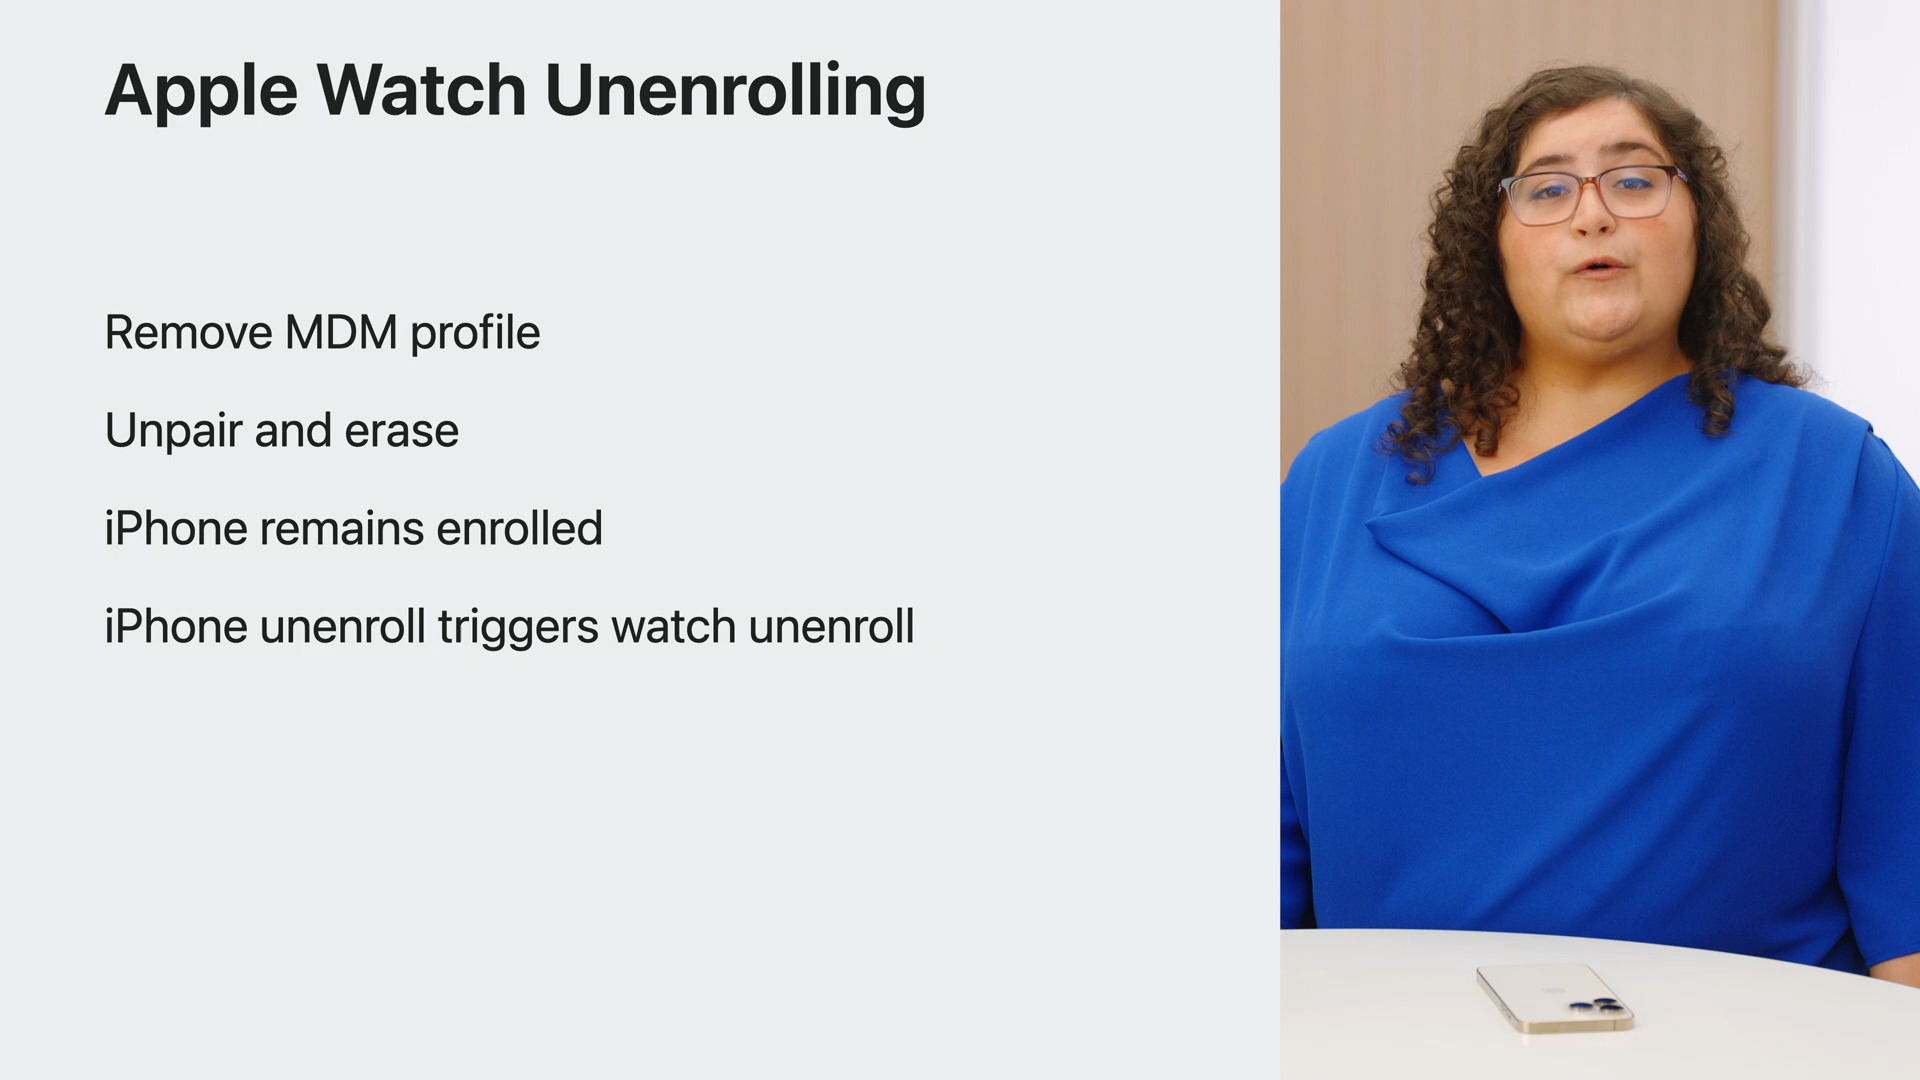 Apple Watch Unenrolling
Remove MDM profile
Unpair and erase
iPhone remains enrolled
iPhone unenroll triggers watch unenroll